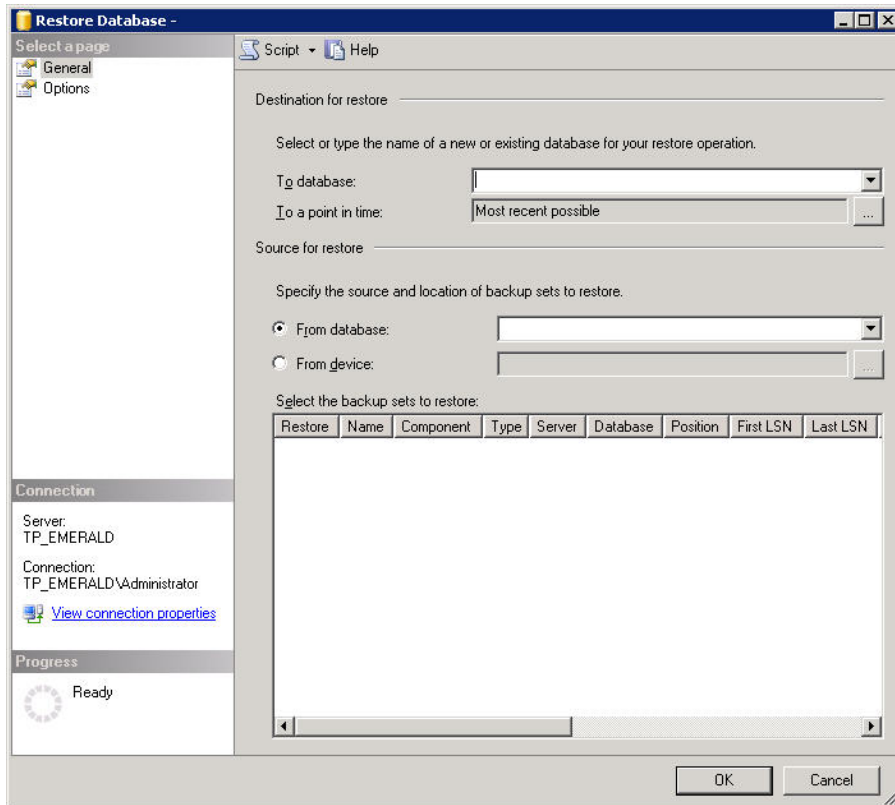 Restore Database -
Select a page
General
Options
Script Help
Destination for restore
Select or type the name of a new or existing database for your restore operation.
To database:
To a point in time: Most recent possible ...
Source for restore
Specify the source and location of backup sets to restore.
From database:
From device: ...
Select the backup sets to restore:
Restore Name Component Type Server Database Position First LSN Last LSN
Connection
Server:
TP_EMERALD
Connection:
TP_EMERALD\Administrator
View connection properties
Progress
Ready
OK Cancel